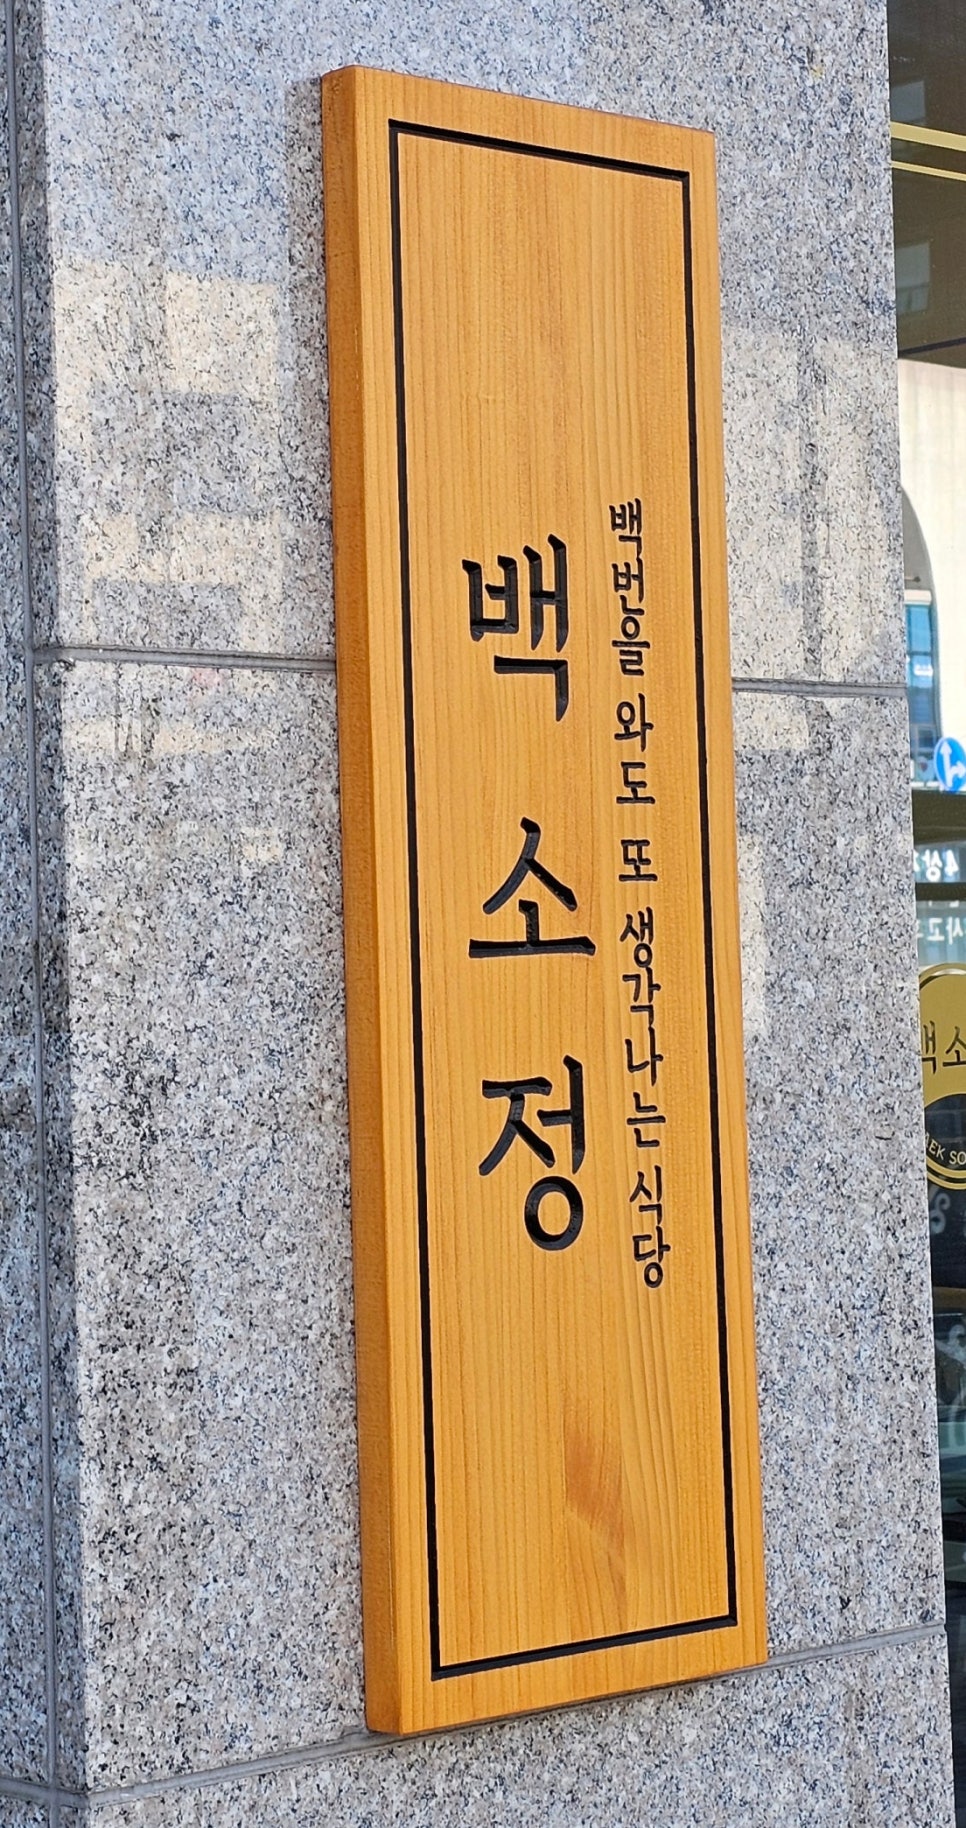 백번을 와도 또 생각나는 식당
백소정